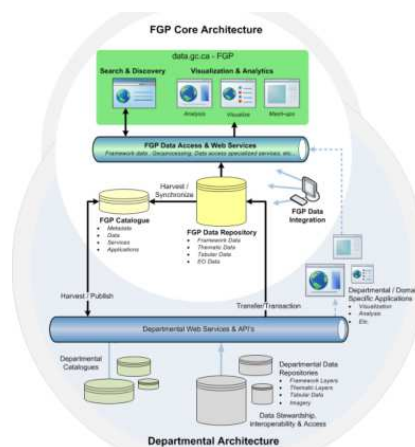 FGP Core Architecture
data.gc.ca - FGP
Search & Discovery
Visualization & Analytics
Analysis
Visualize
Mash-ups
FGP Data Access & Web Services
Framework data , Geoprocessing, Data access specialized services, etc...
Harvest /
Synchronize
FGP Catalogue
• Metadata
• Data
• Services
• Applications
FGP Data Repository
• Framework Data
• Thematic Data
• Tabular Data
• EO Data
FGP Data
Integration
Harvest / Publish
Transfer/Transaction
Departmental / Domain
Specific Applications
• Visualization
• Analysis
• Etc.
Departmental Web Services & API's
Departmental
Catalogues
Departmental Data
Repositories
• Framework Layers
• Thematic Layers
• Tabular Data
• Imagery
Data Stewardship,
Interoperability & Access
Departmental Architecture